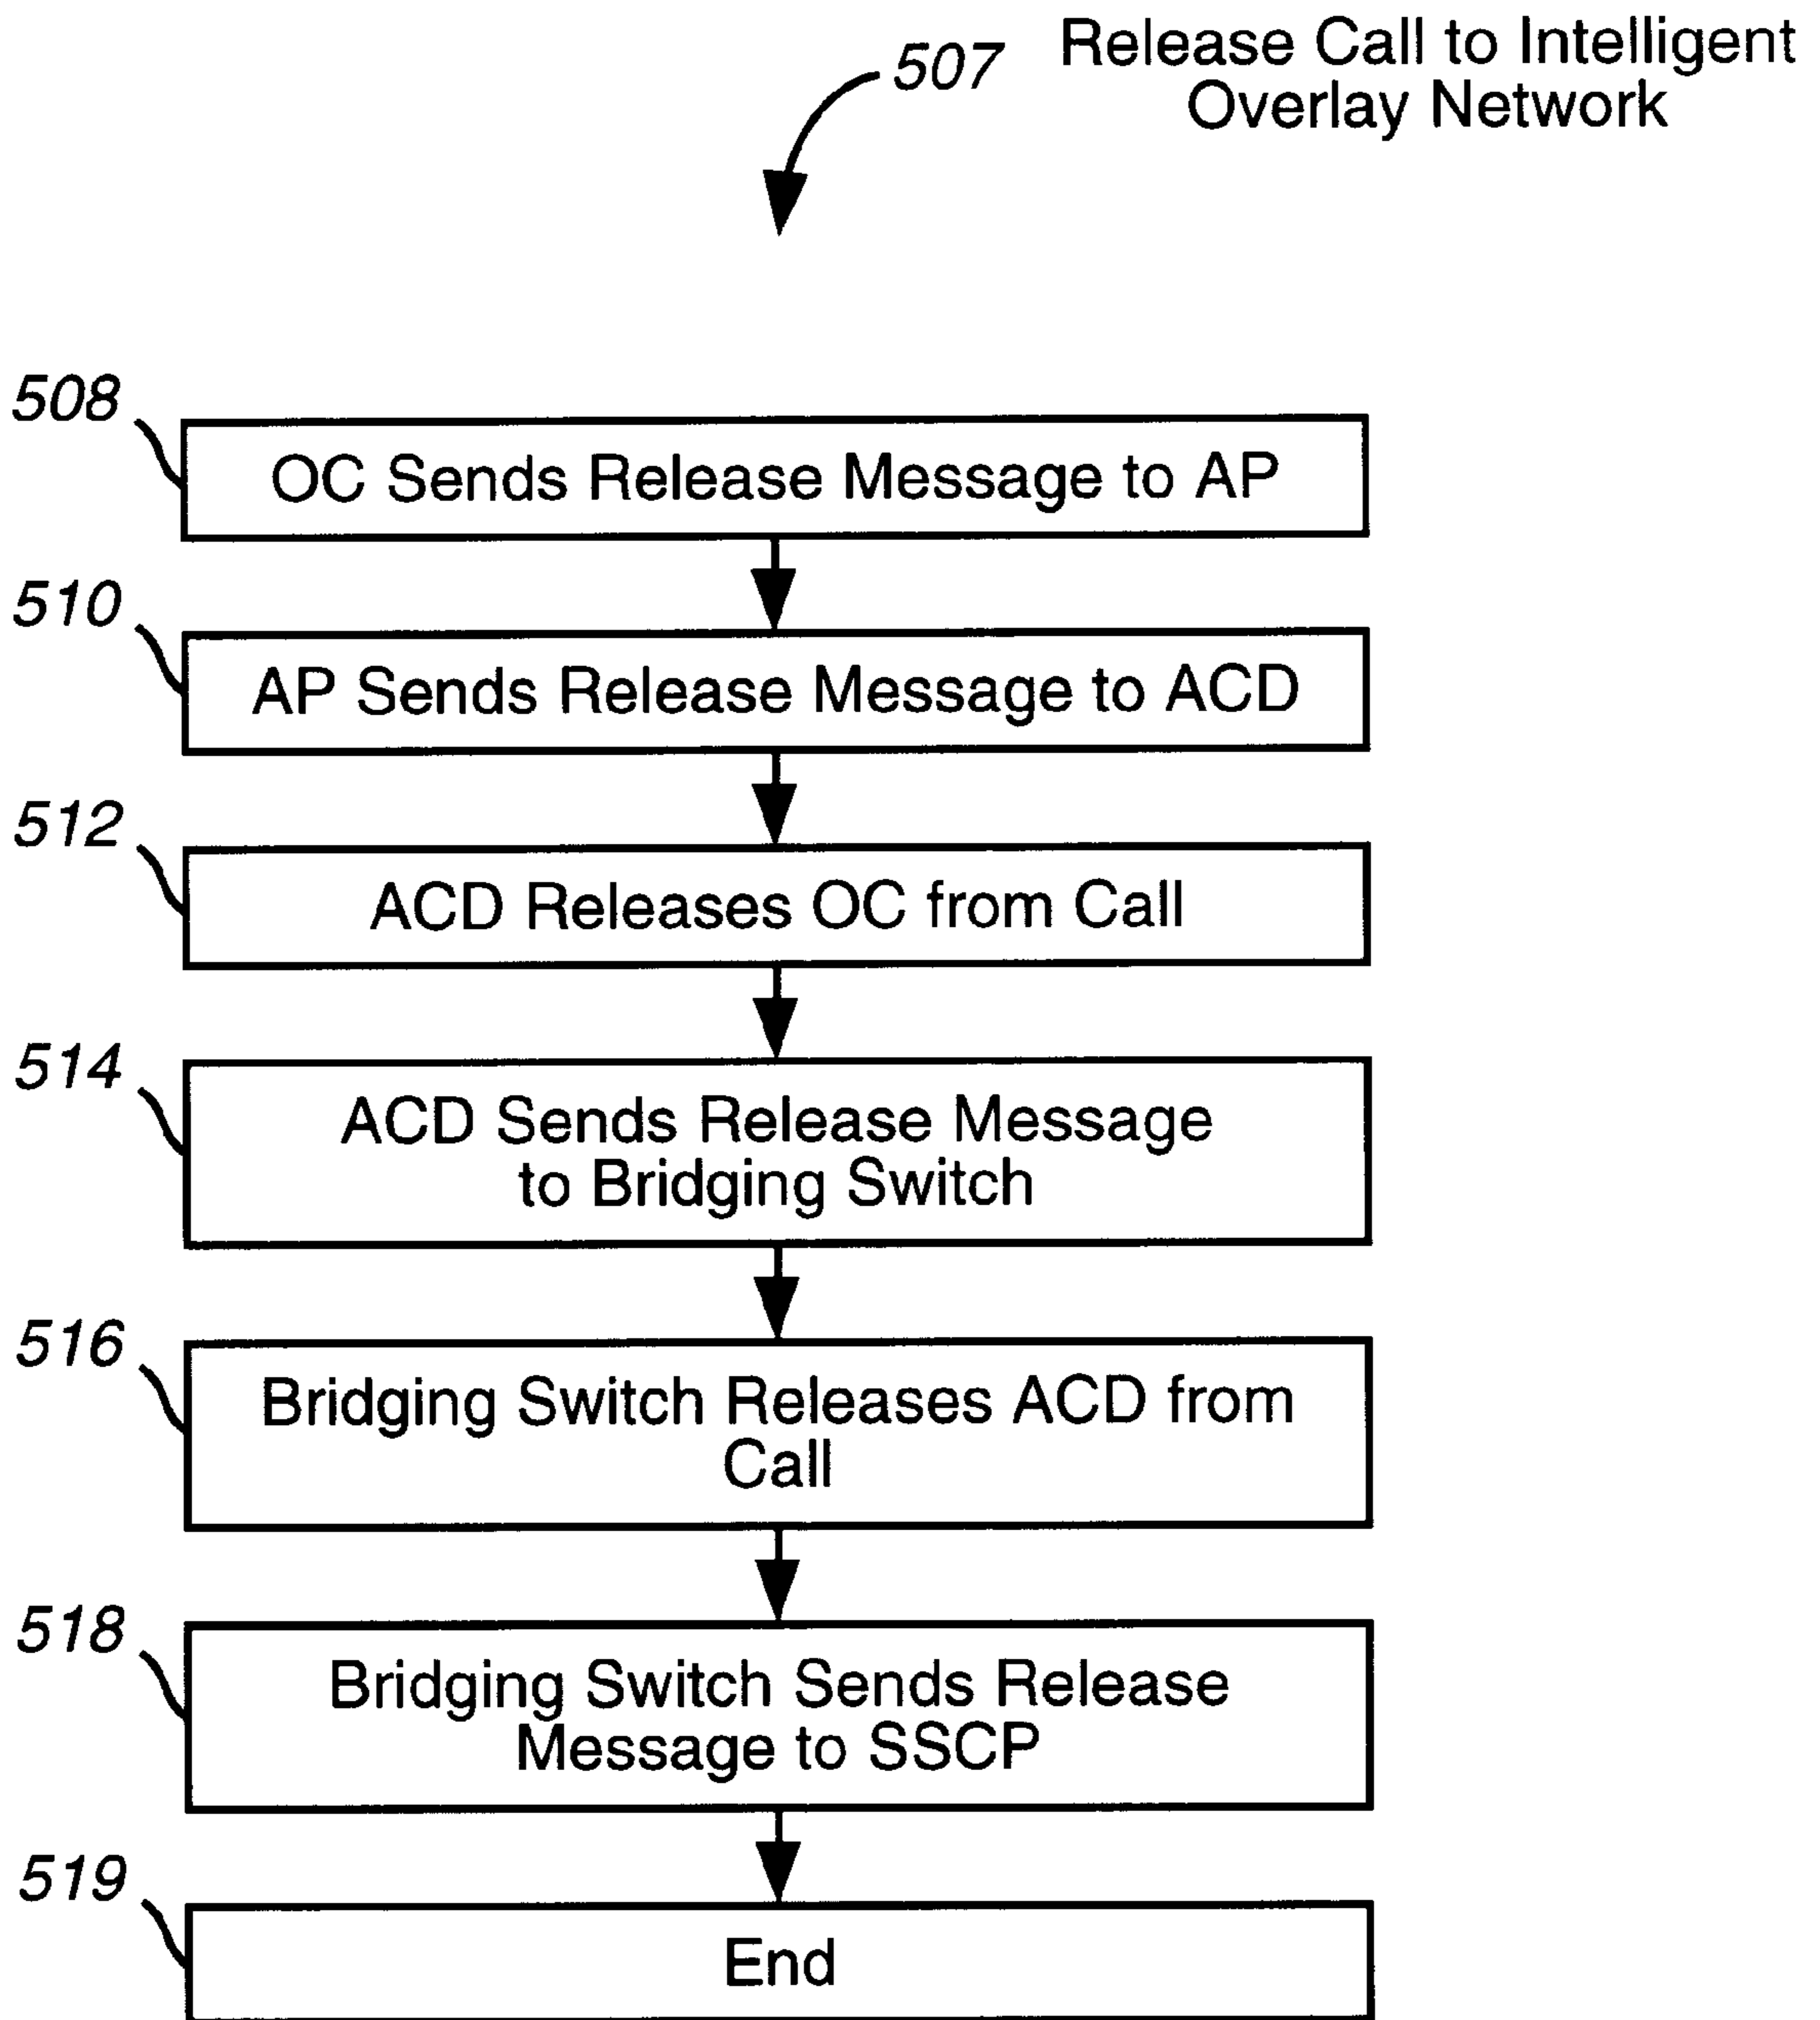 507
Release Call to Intelligent
Overlay Network
508
OC Sends Release Message to AP
510
AP Sends Release Message to ACD
512
ACD Releases OC from Call
514
ACD Sends Release Message
to Bridging Switch
516
Bridging Switch Releases ACD from
Call
518
Bridging Switch Sends Release
Message to SSCP
519
End